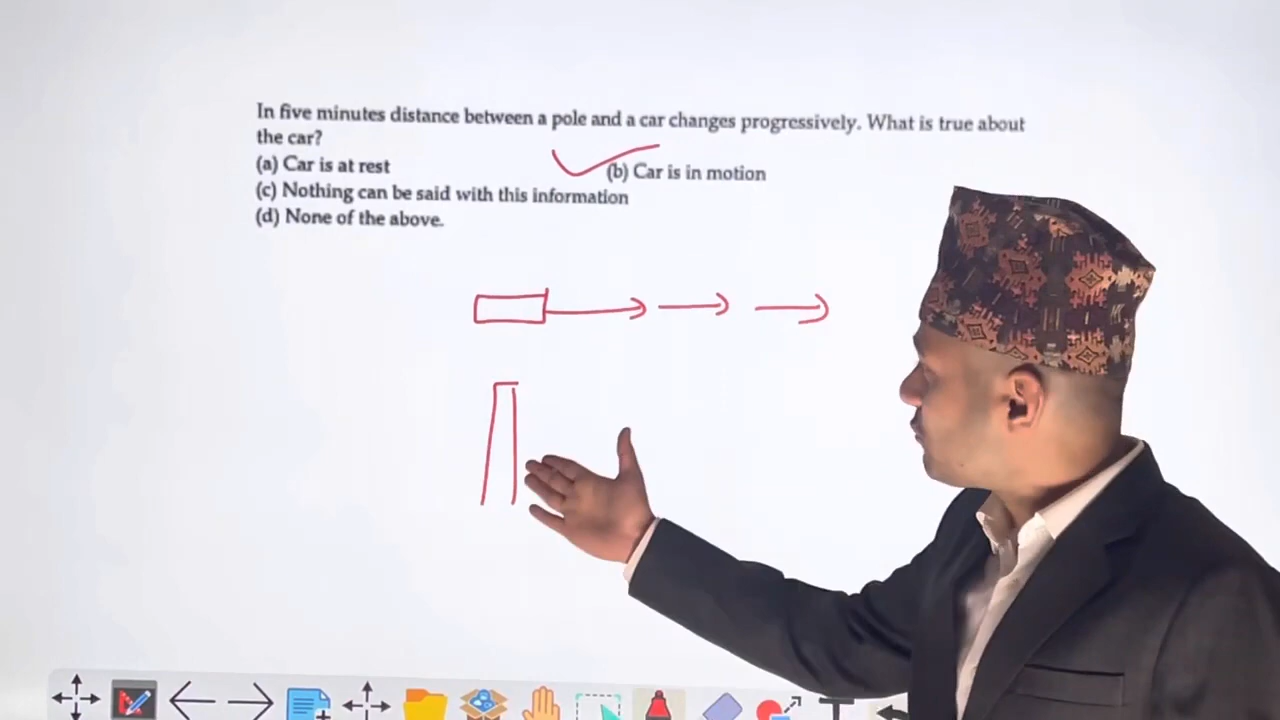 In five minutes distance between a pole and a car changes progressively. What is true about
the car?
(a) Car is at rest (b) Car is in motion
(c) Nothing can be said with this information
(d) None of the above.
T